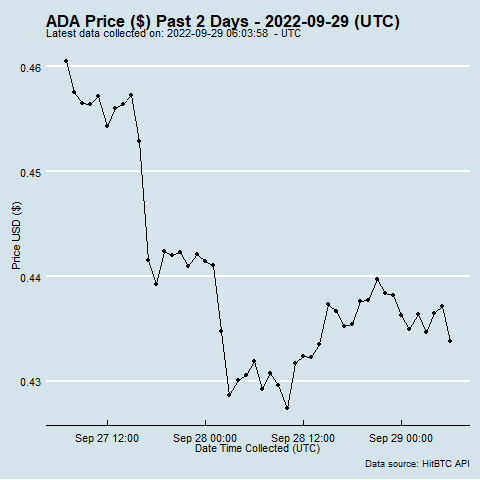 ADA Price ($) Past 2 Days - 2022-09-29 (UTC)
Latest data collected on: 2022-09-29 06:03:58 - UTC
0.46
0.45
0.44
0.43
Price USD ($)
Sep 27 12:00
Sep 28 00:00
Sep 28 12:00
Sep 29 00:00
Date Time Collected (UTC)
Data source: HitBTC API